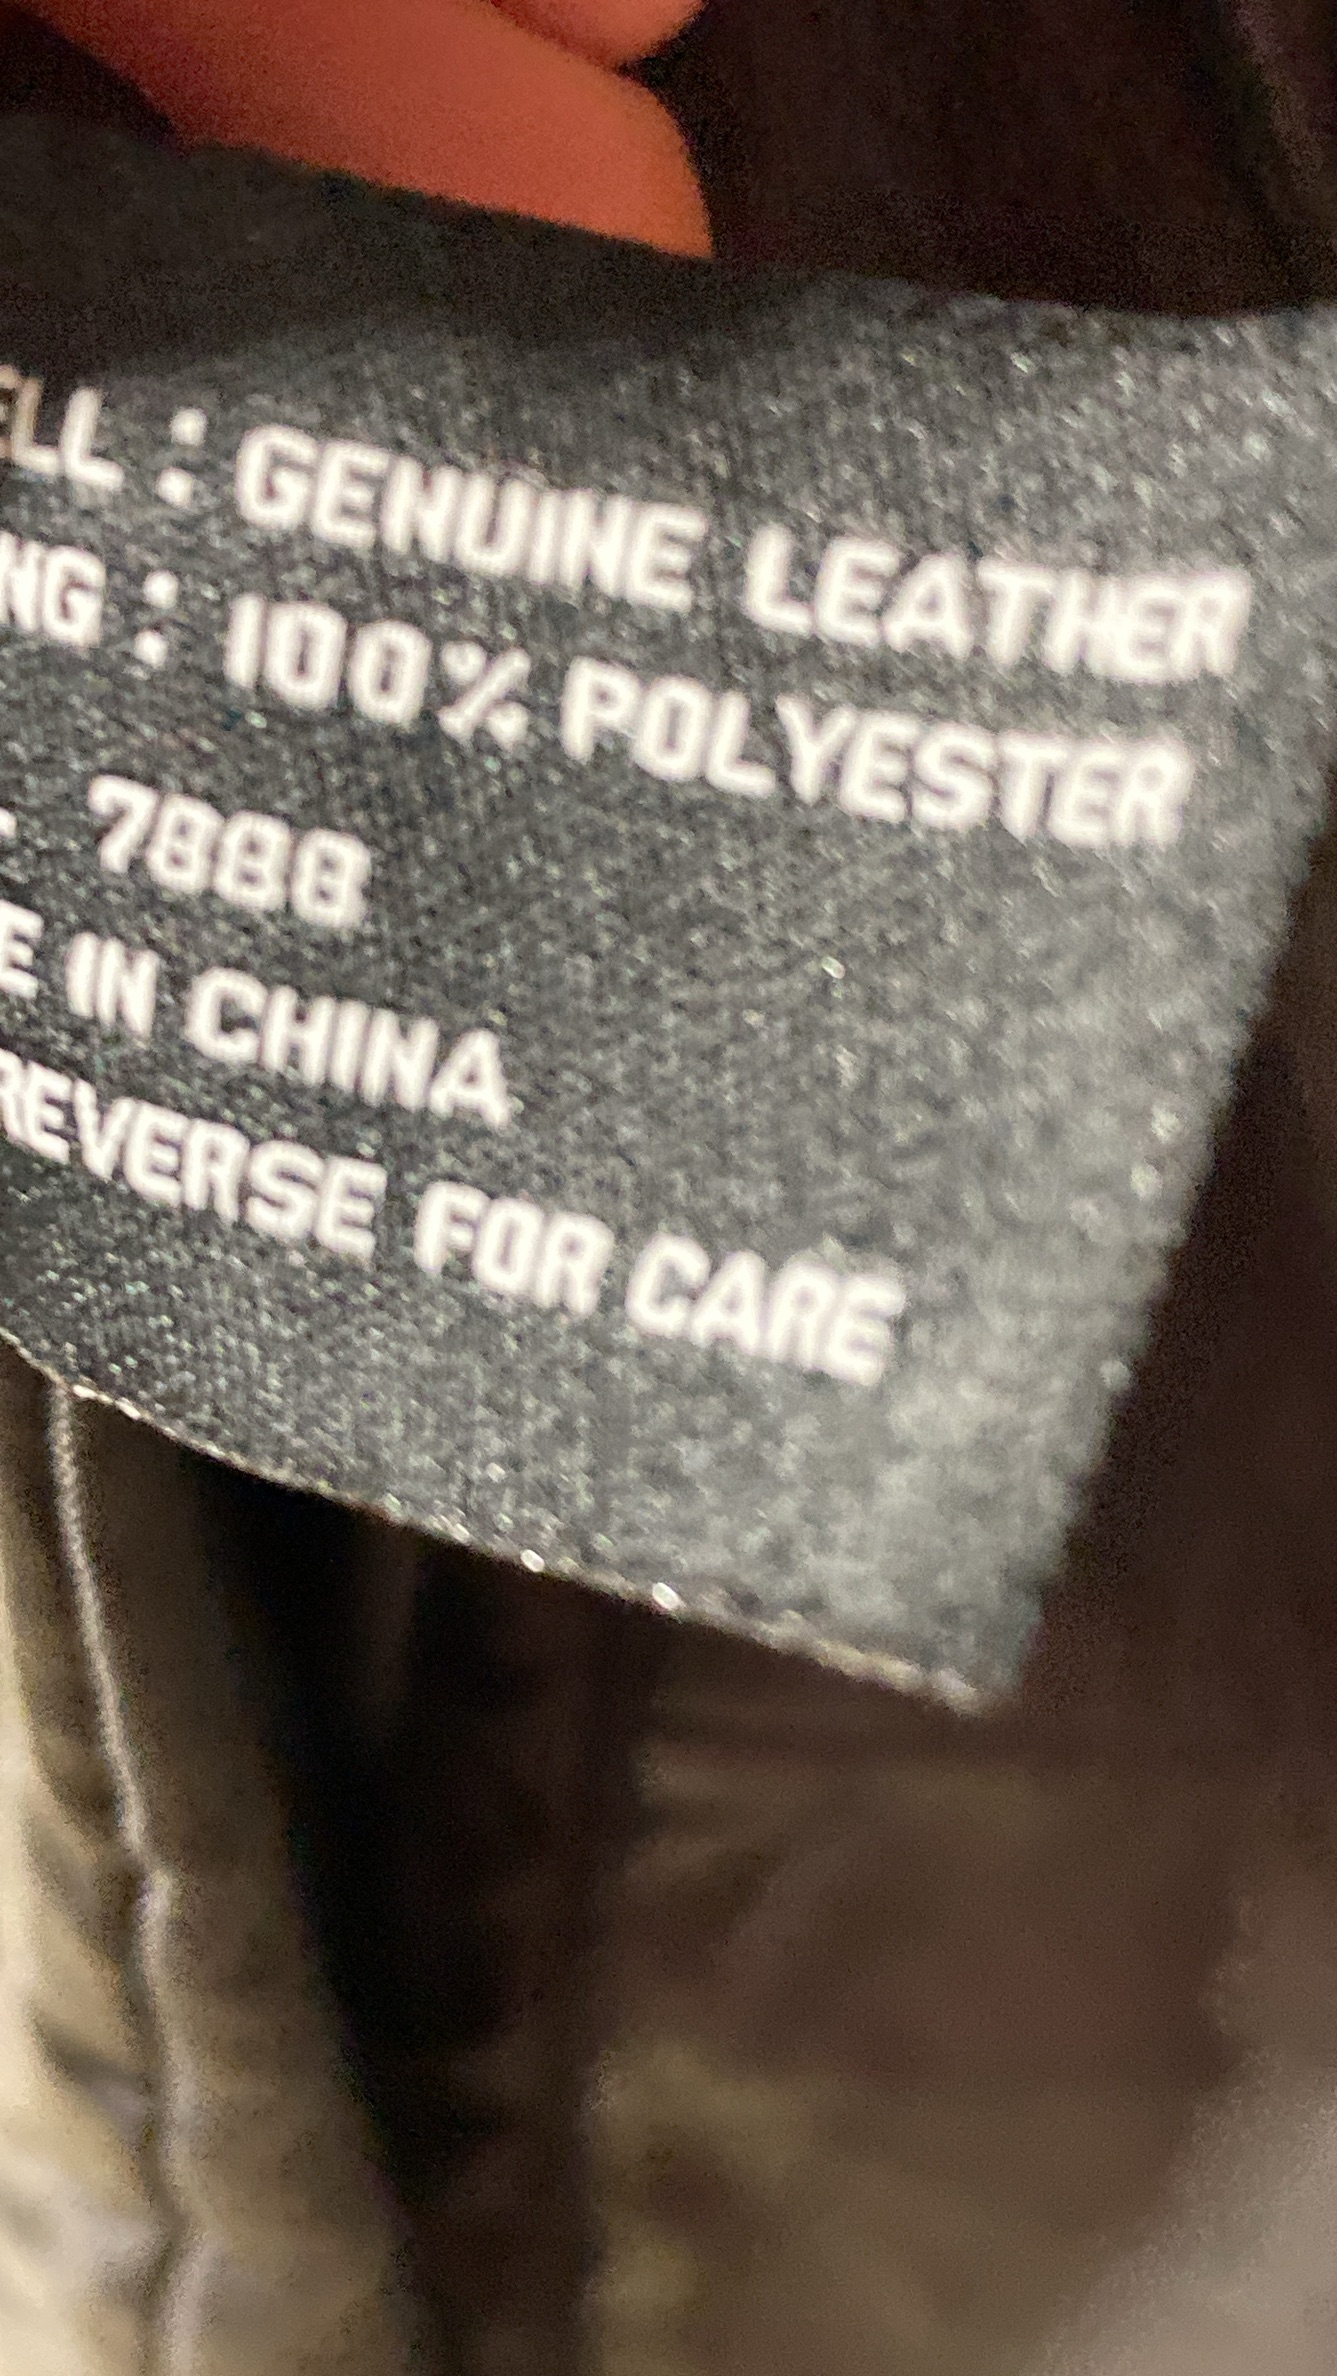 ELL : GENUINE LEATHER
NG : 100% POLYESTER
7888
E IN CHINA
REVERSE FOR CARE